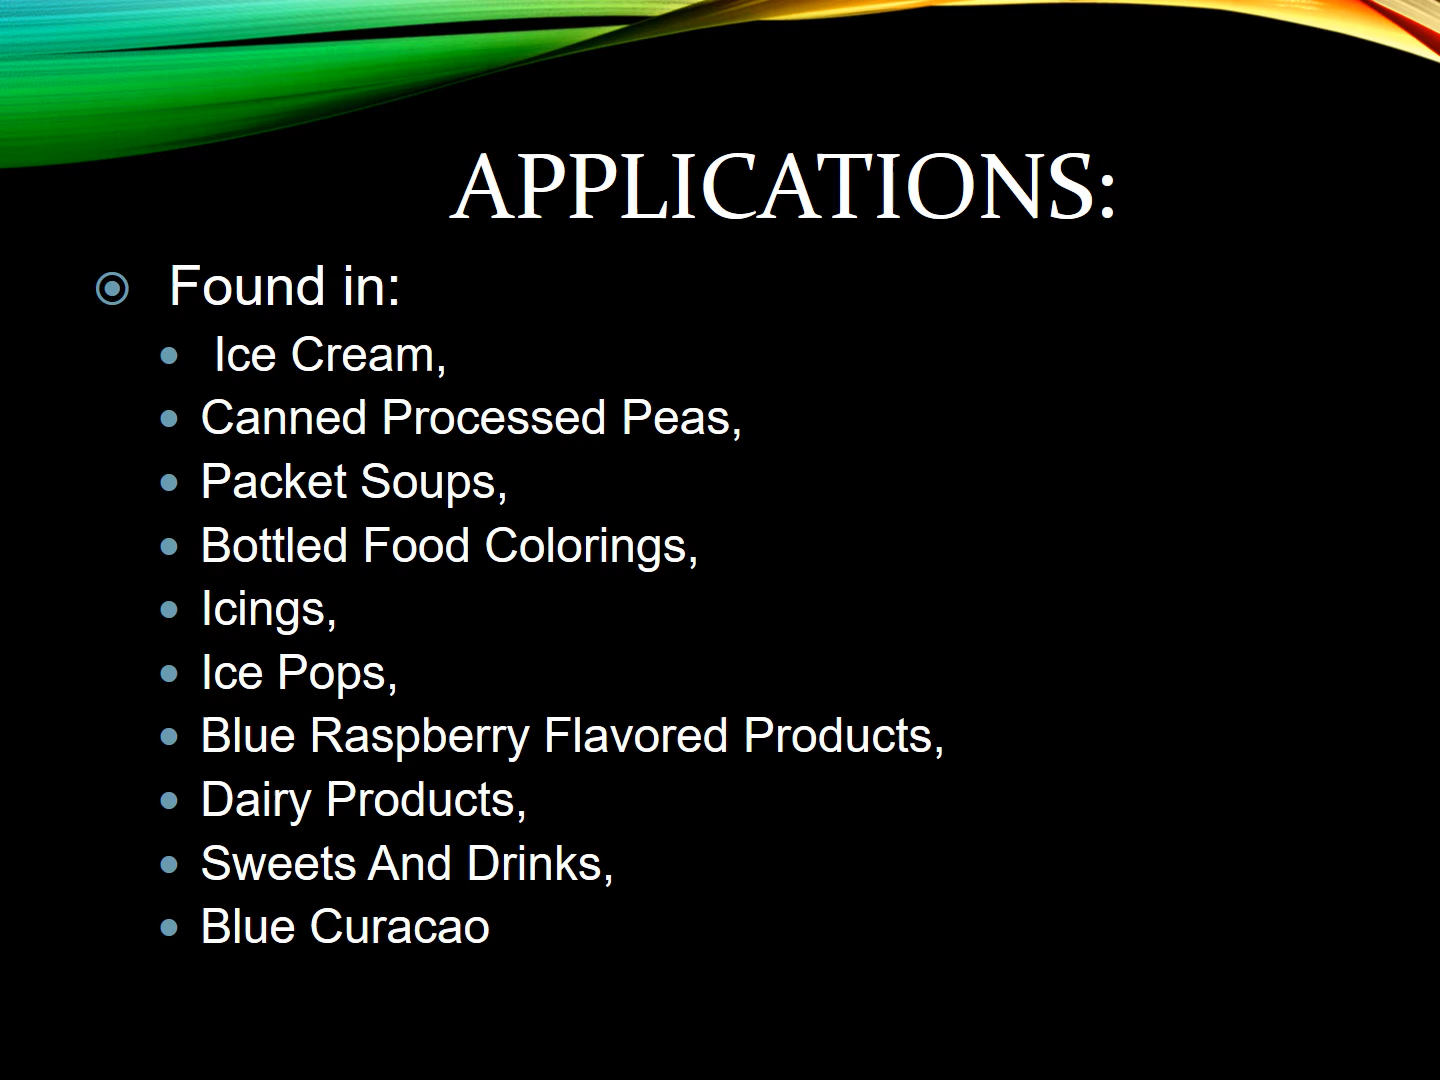 APPLICATIONS:
Found in:
Ice Cream,
Canned Processed Peas,
Packet Soups,
Bottled Food Colorings,
Icings,
Ice Pops,
Blue Raspberry Flavored Products,
Dairy Products,
Sweets And Drinks,
Blue Curacao